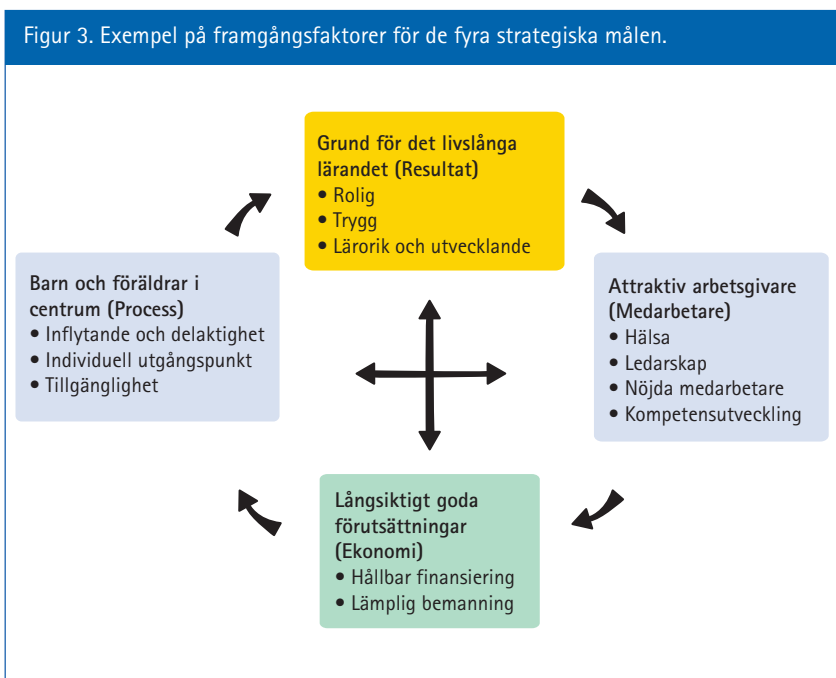 Figur 3. Exempel på framgångsfaktorer för de fyra strategiska målen.
Grund för det livslånga
lärandet (Resultat)
• Rolig
• Trygg
• Lärorik och utvecklande
Barn och föräldrar i
centrum (Process)
• Inflytande och delaktighet
• Individuell utgångspunkt
• Tillgänglighet
Attraktiv arbetsgivare
(Medarbetare)
• Hälsa
• Ledarskap
• Nöjda medarbetare
• Kompetensutveckling
Långsiktigt goda
förutsättningar
(Ekonomi)
• Hållbar finansiering
• Lämplig bemanning